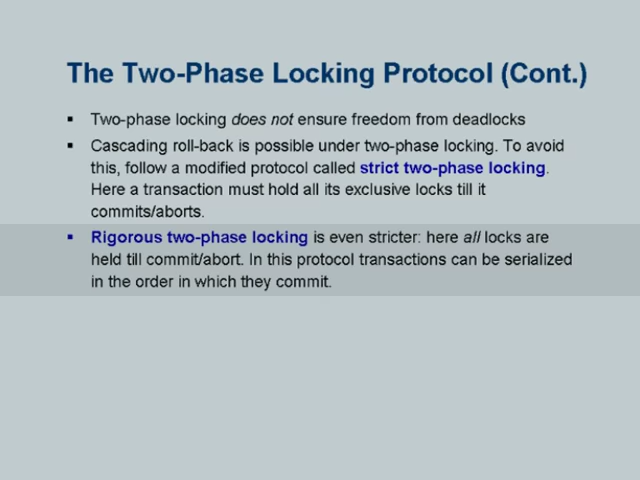 The Two-Phase Locking Protocol (Cont.)
▪ Two-phase locking does not ensure freedom from deadlocks
▪ Cascading roll-back is possible under two-phase locking. To avoid
this, follow a modified protocol called strict two-phase locking.
Here a transaction must hold all its exclusive locks till it
commits/aborts.
▪ Rigorous two-phase locking is even stricter: here all locks are
held till commit/abort. In this protocol transactions can be serialized
in the order in which they commit.